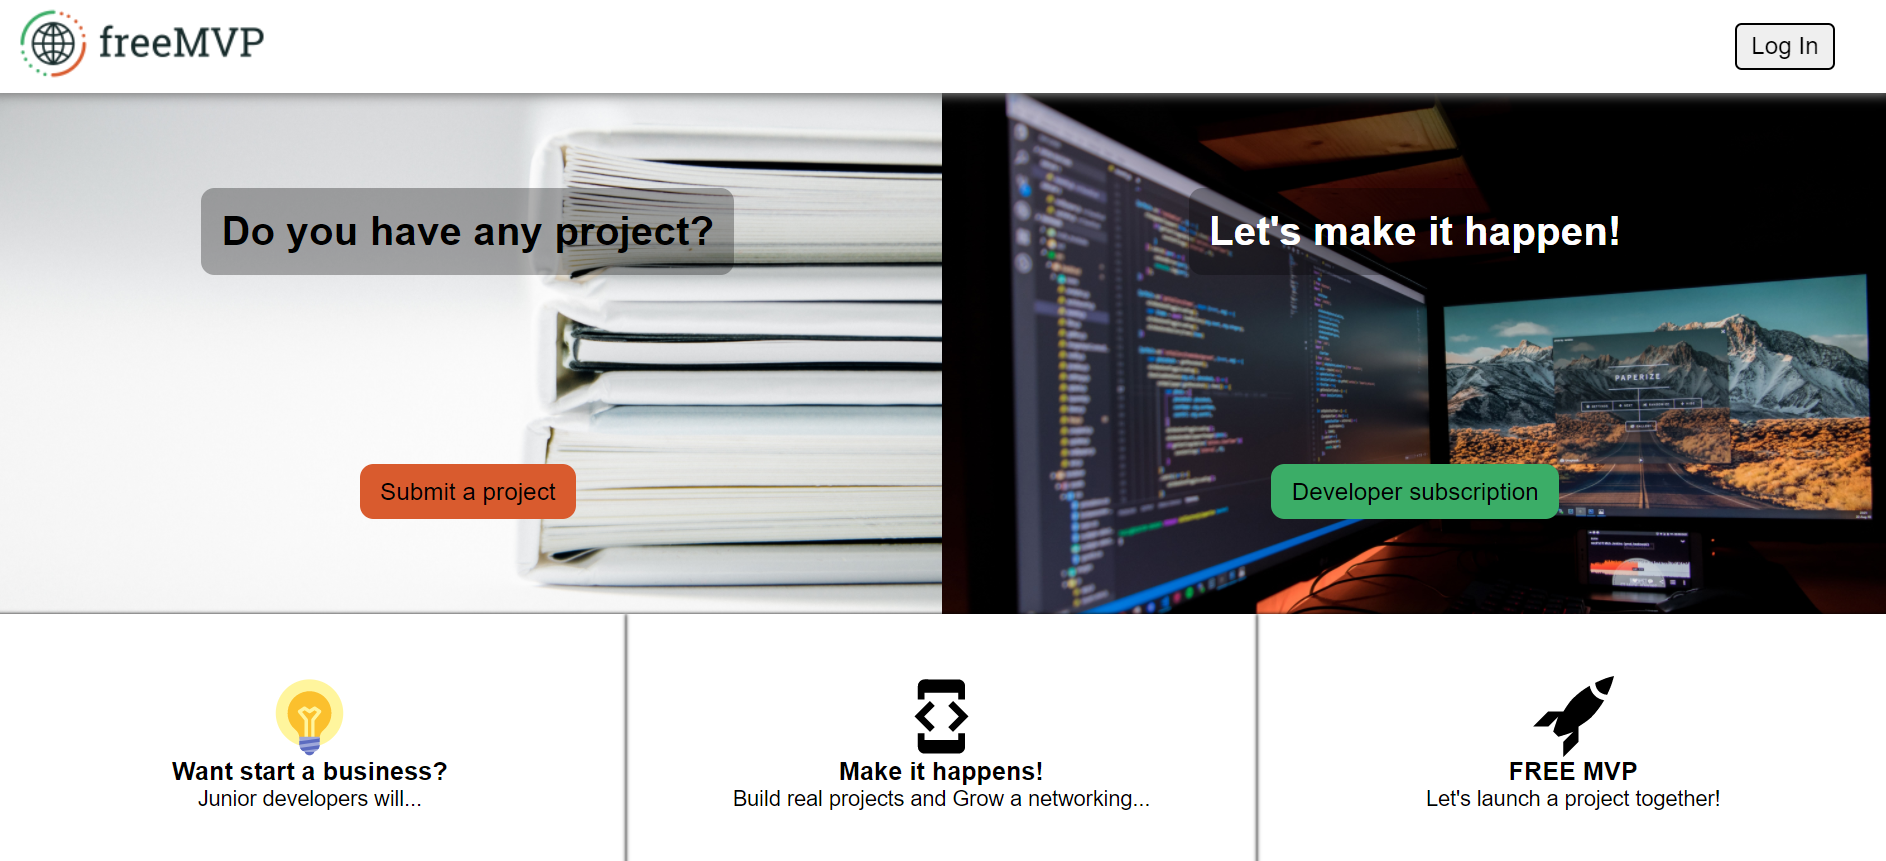 freeMVP
Log In
Do you have any project?
Let's make it happen!
PAPERIZE
Submit a project
Developer subscription
Want start a business?
Junior developers will...
Make it happens!
Build real projects and Grow a networking...
FREE MVP
Let's launch a project together!